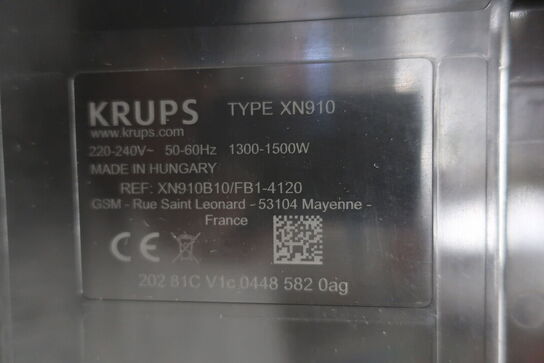 KRUPS TYPE XN910
www.krups.com
220-240V~ 50-60Hz 1300-1500W
MADE IN HUNGARY
REF: XN910B10/FB1-4120
GSM - Rue Saint Leonard - 53104 Mayenne -
France
CE
202 81C V1c 0448 582 0ag